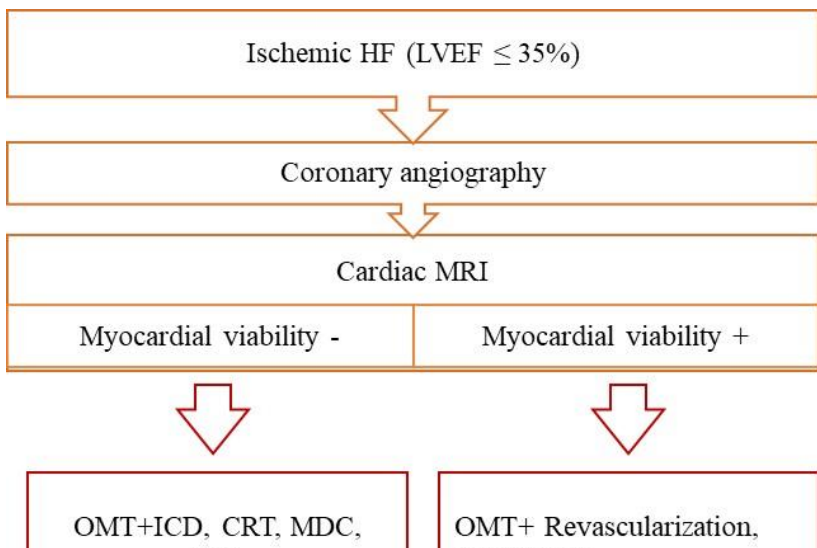 Ischemic HF (LVEF ≤ 35%)
Coronary angiography
Cardiac MRI
Myocardial viability -
Myocardial viability +
OMT+ICD, CRT, MDC,
OMT+ Revascularization,